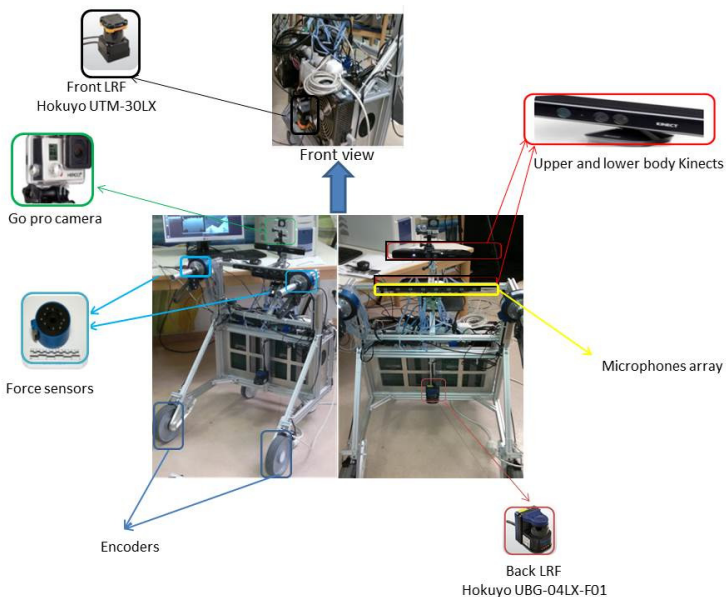 Front LRF
Hokuyo UTM-30LX
Front view
KINECT
Upper and lower body Kinects
Go pro camera
Force sensors
Microphones array
Encoders
Back LRF
Hokuyo UBG-04LX-F01